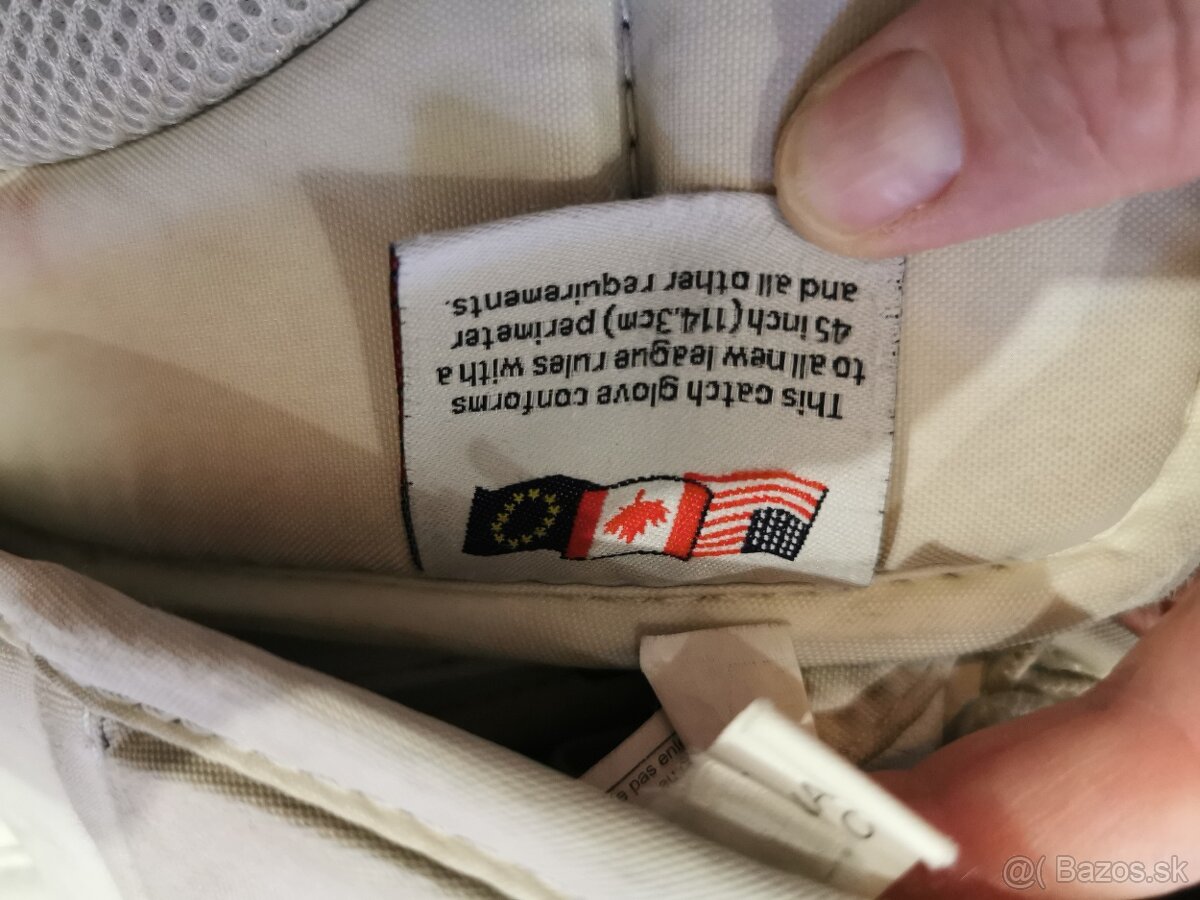 This catch glove conforms
to all new league rules with a
45 inch (114,3cm) perimeter
and all other requirements.
pas
@( Bazos.sk